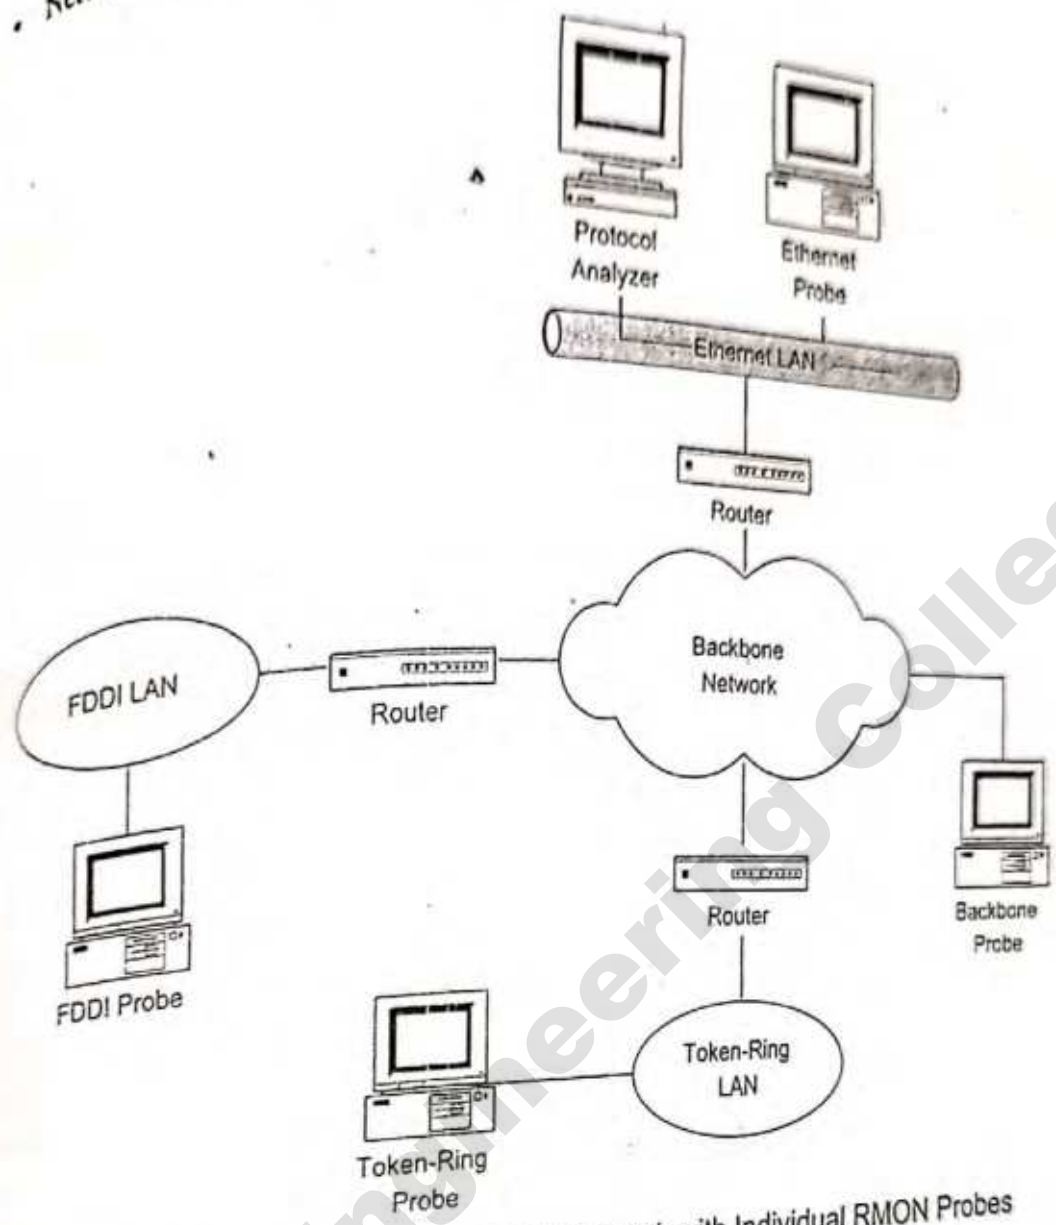 Protocol
Analyzer
Ethernet
Probe
Ethernet LAN
Router
Backbone
Network
FDDI LAN
Router
Router
Backbone
Probe
FDDI Probe
Token-Ring
LAN
Token-Ring
Probe
with Individual RMON Probes